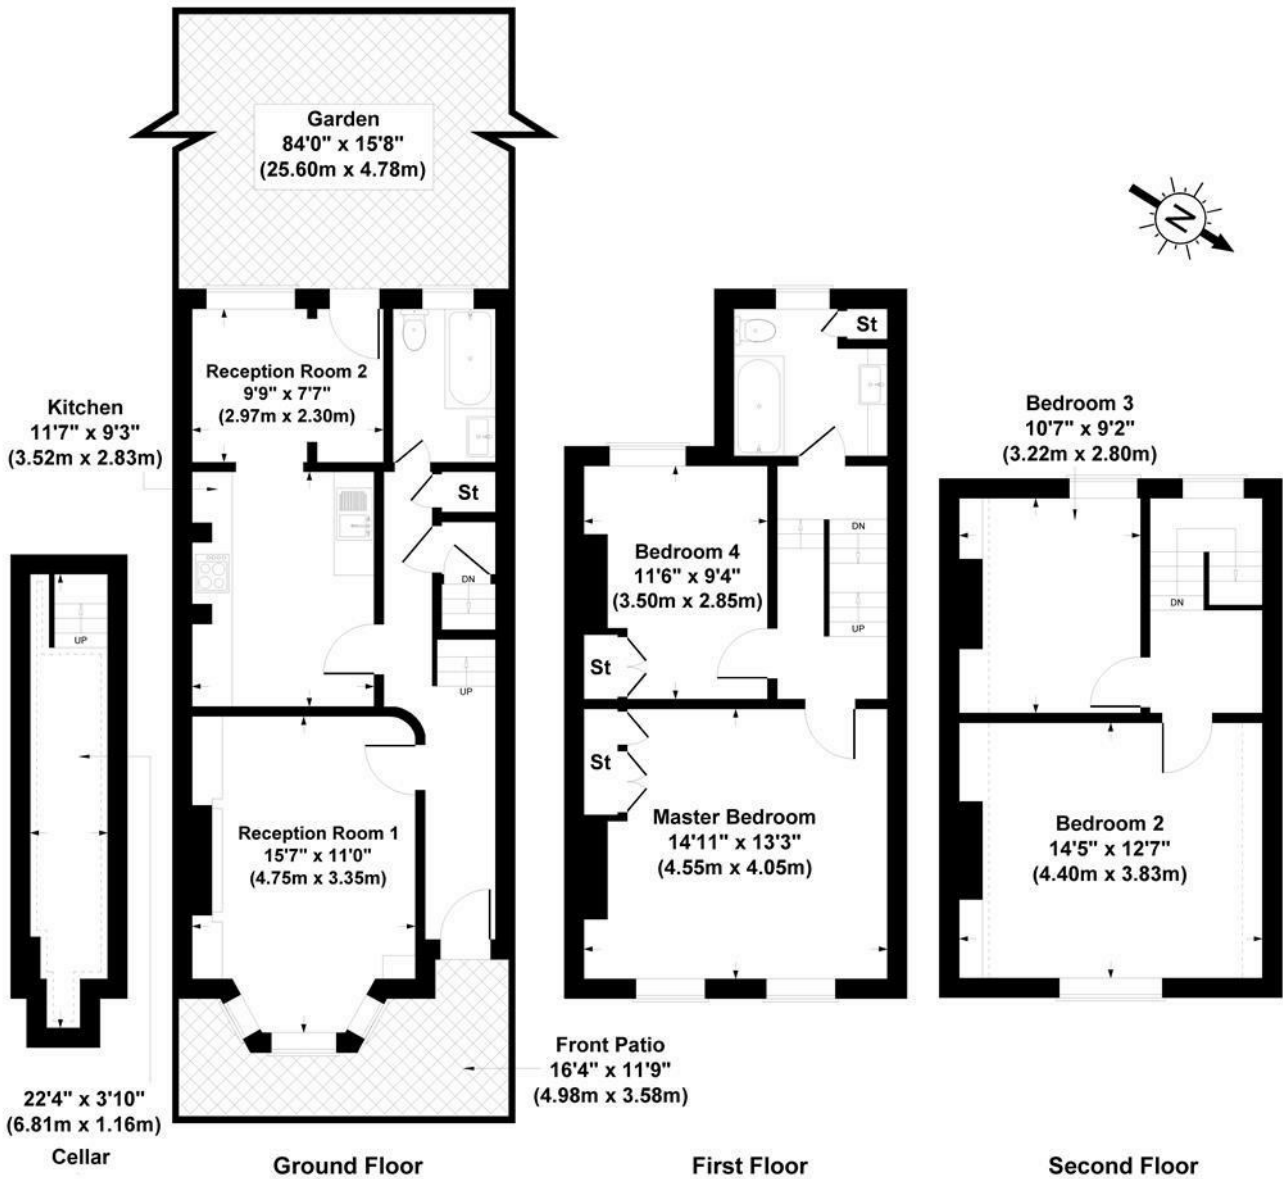 Garden
84'0" x 15'8"
(25.60m x 4.78m)
N
Reception Room 2
9'9" x 7'7"
(2.97m x 2.30m)
Kitchen
11'7" x 9'3"
(3.52m x 2.83m)
St
DN
UP
UP
Reception Room 1
15'7" x 11'0"
(4.75m x 3.35m)
Front Patio
16'4" x 11'9"
(4.98m x 3.58m)
22'4" x 3'10"
(6.81m x 1.16m)
Cellar
Ground Floor
St
Bedroom 4
11'6" x 9'4"
(3.50m x 2.85m)
DN
UP
St
St
Master Bedroom
14'11" x 13'3"
(4.55m x 4.05m)
First Floor
Bedroom 3
10'7" x 9'2"
(3.22m x 2.80m)
DN
Bedroom 2
14'5" x 12'7"
(4.40m x 3.83m)
Second Floor